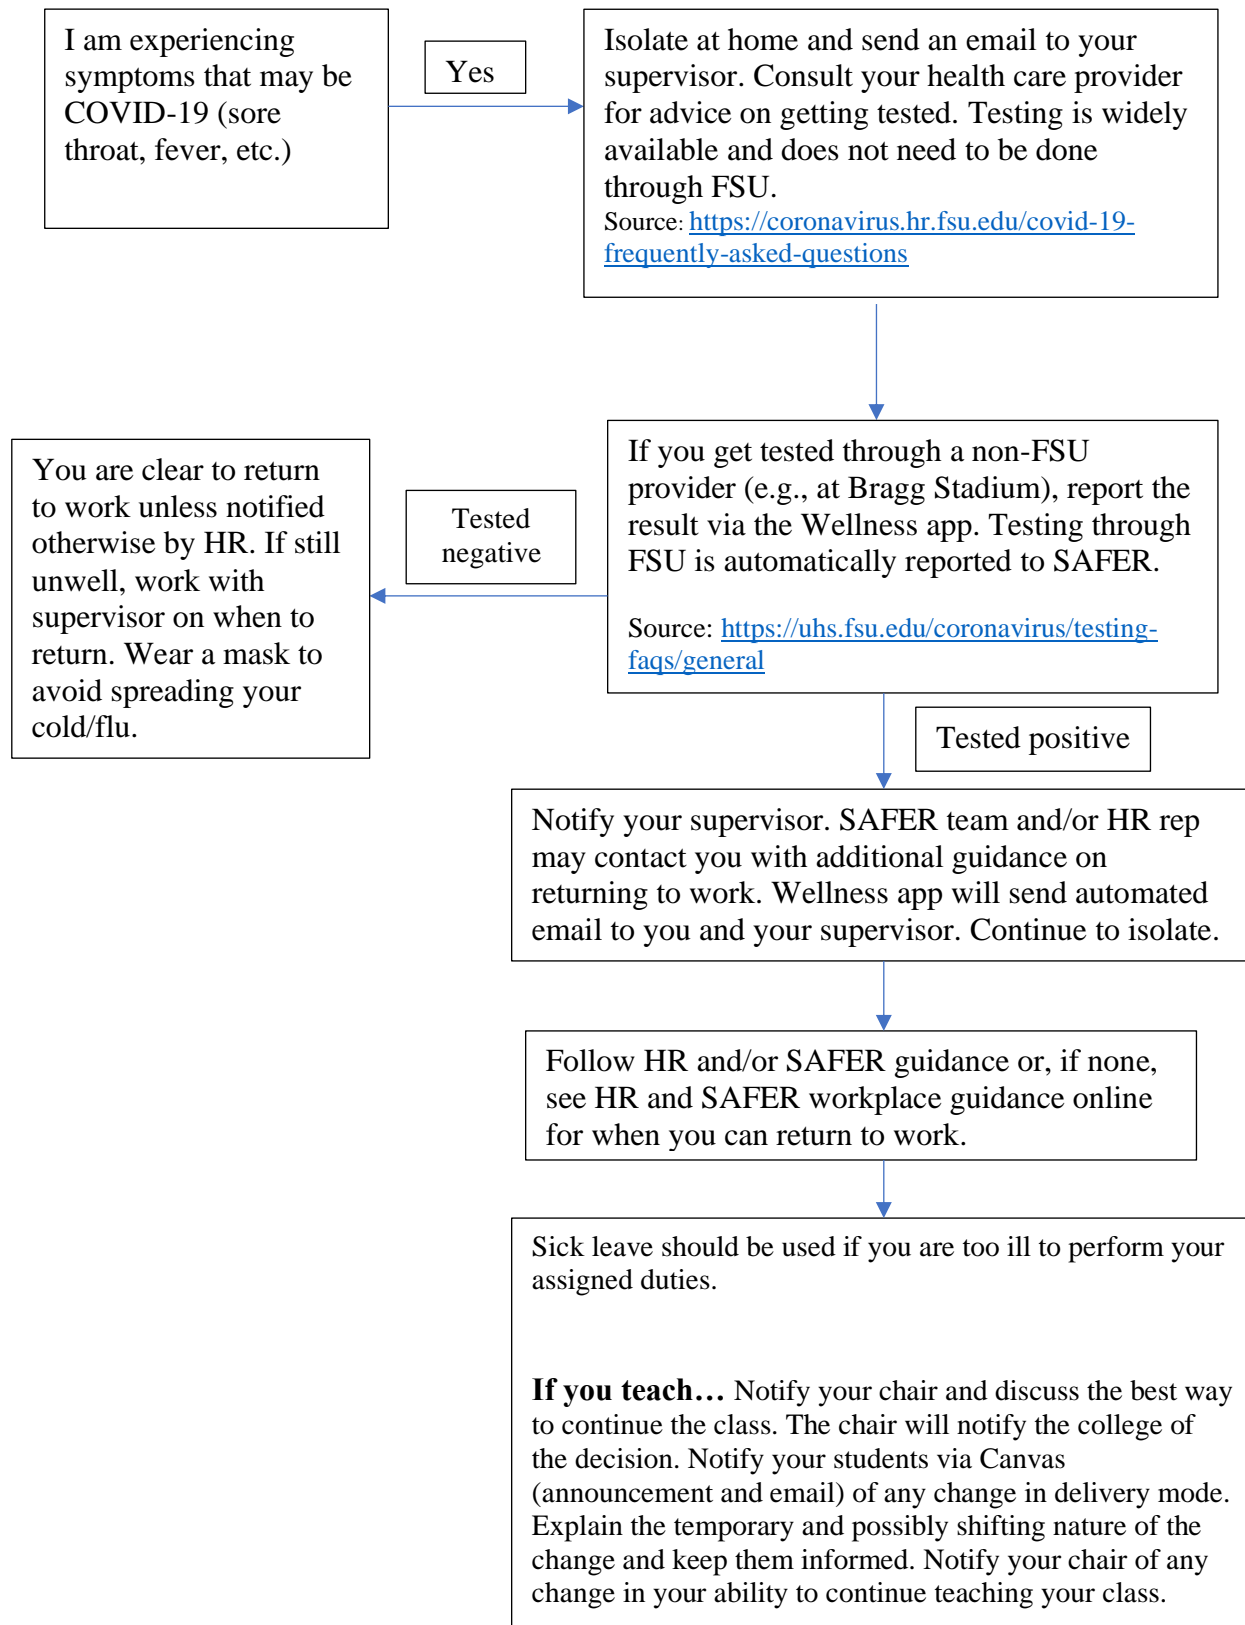 I am experiencing
symptoms that may be
COVID-19 (sore
throat, fever, etc.)
Yes
Isolate at home and send an email to your
supervisor. Consult your health care provider
for advice on getting tested. Testing is widely
available and does not need to be done
through FSU.
Source: https://coronavirus.hr.fsu.edu/covid-19-
frequently-asked-questions
If you get tested through a non-FSU
provider (e.g., at Bragg Stadium), report the
result via the Wellness app. Testing through
FSU is automatically reported to SAFER.
Source: https://uhs.fsu.edu/coronavirus/testing-
faqs/general
Tested
negative
You are clear to return
to work unless notified
otherwise by HR. If still
unwell, work with
supervisor on when to
return. Wear a mask to
avoid spreading your
cold/flu.
Tested positive
Notify your supervisor. SAFER team and/or HR rep
may contact you with additional guidance on
returning to work. Wellness app will send automated
email to you and your supervisor. Continue to isolate.
Follow HR and/or SAFER guidance or, if none,
see HR and SAFER workplace guidance online
for when you can return to work.
Sick leave should be used if you are too ill to perform your
assigned duties.
If you teach… Notify your chair and discuss the best way
to continue the class. The chair will notify the college of
the decision. Notify your students via Canvas
(announcement and email) of any change in delivery mode.
Explain the temporary and possibly shifting nature of the
change and keep them informed. Notify your chair of any
change in your ability to continue teaching your class.